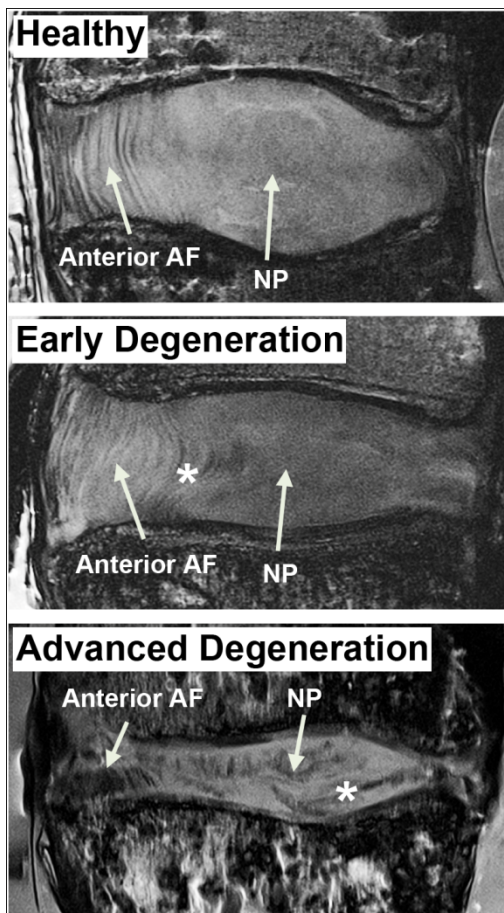 Healthy
Anterior AF
NP
Early Degeneration
*
Anterior AF
NP
Advanced Degeneration
Anterior AF
NP
*